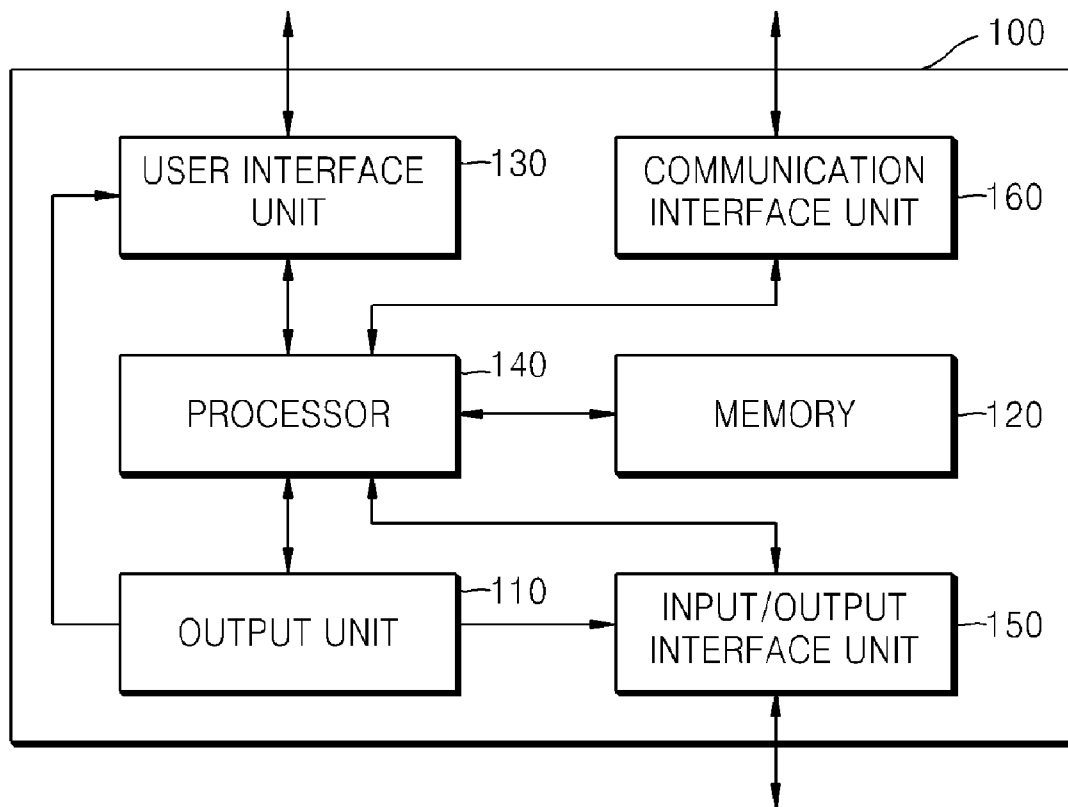 100
USER INTERFACE
UNIT
130
COMMUNICATION
INTERFACE UNIT
160
PROCESSOR
140
MEMORY
120
OUTPUT UNIT
110
INPUT/OUTPUT
INTERFACE UNIT
150